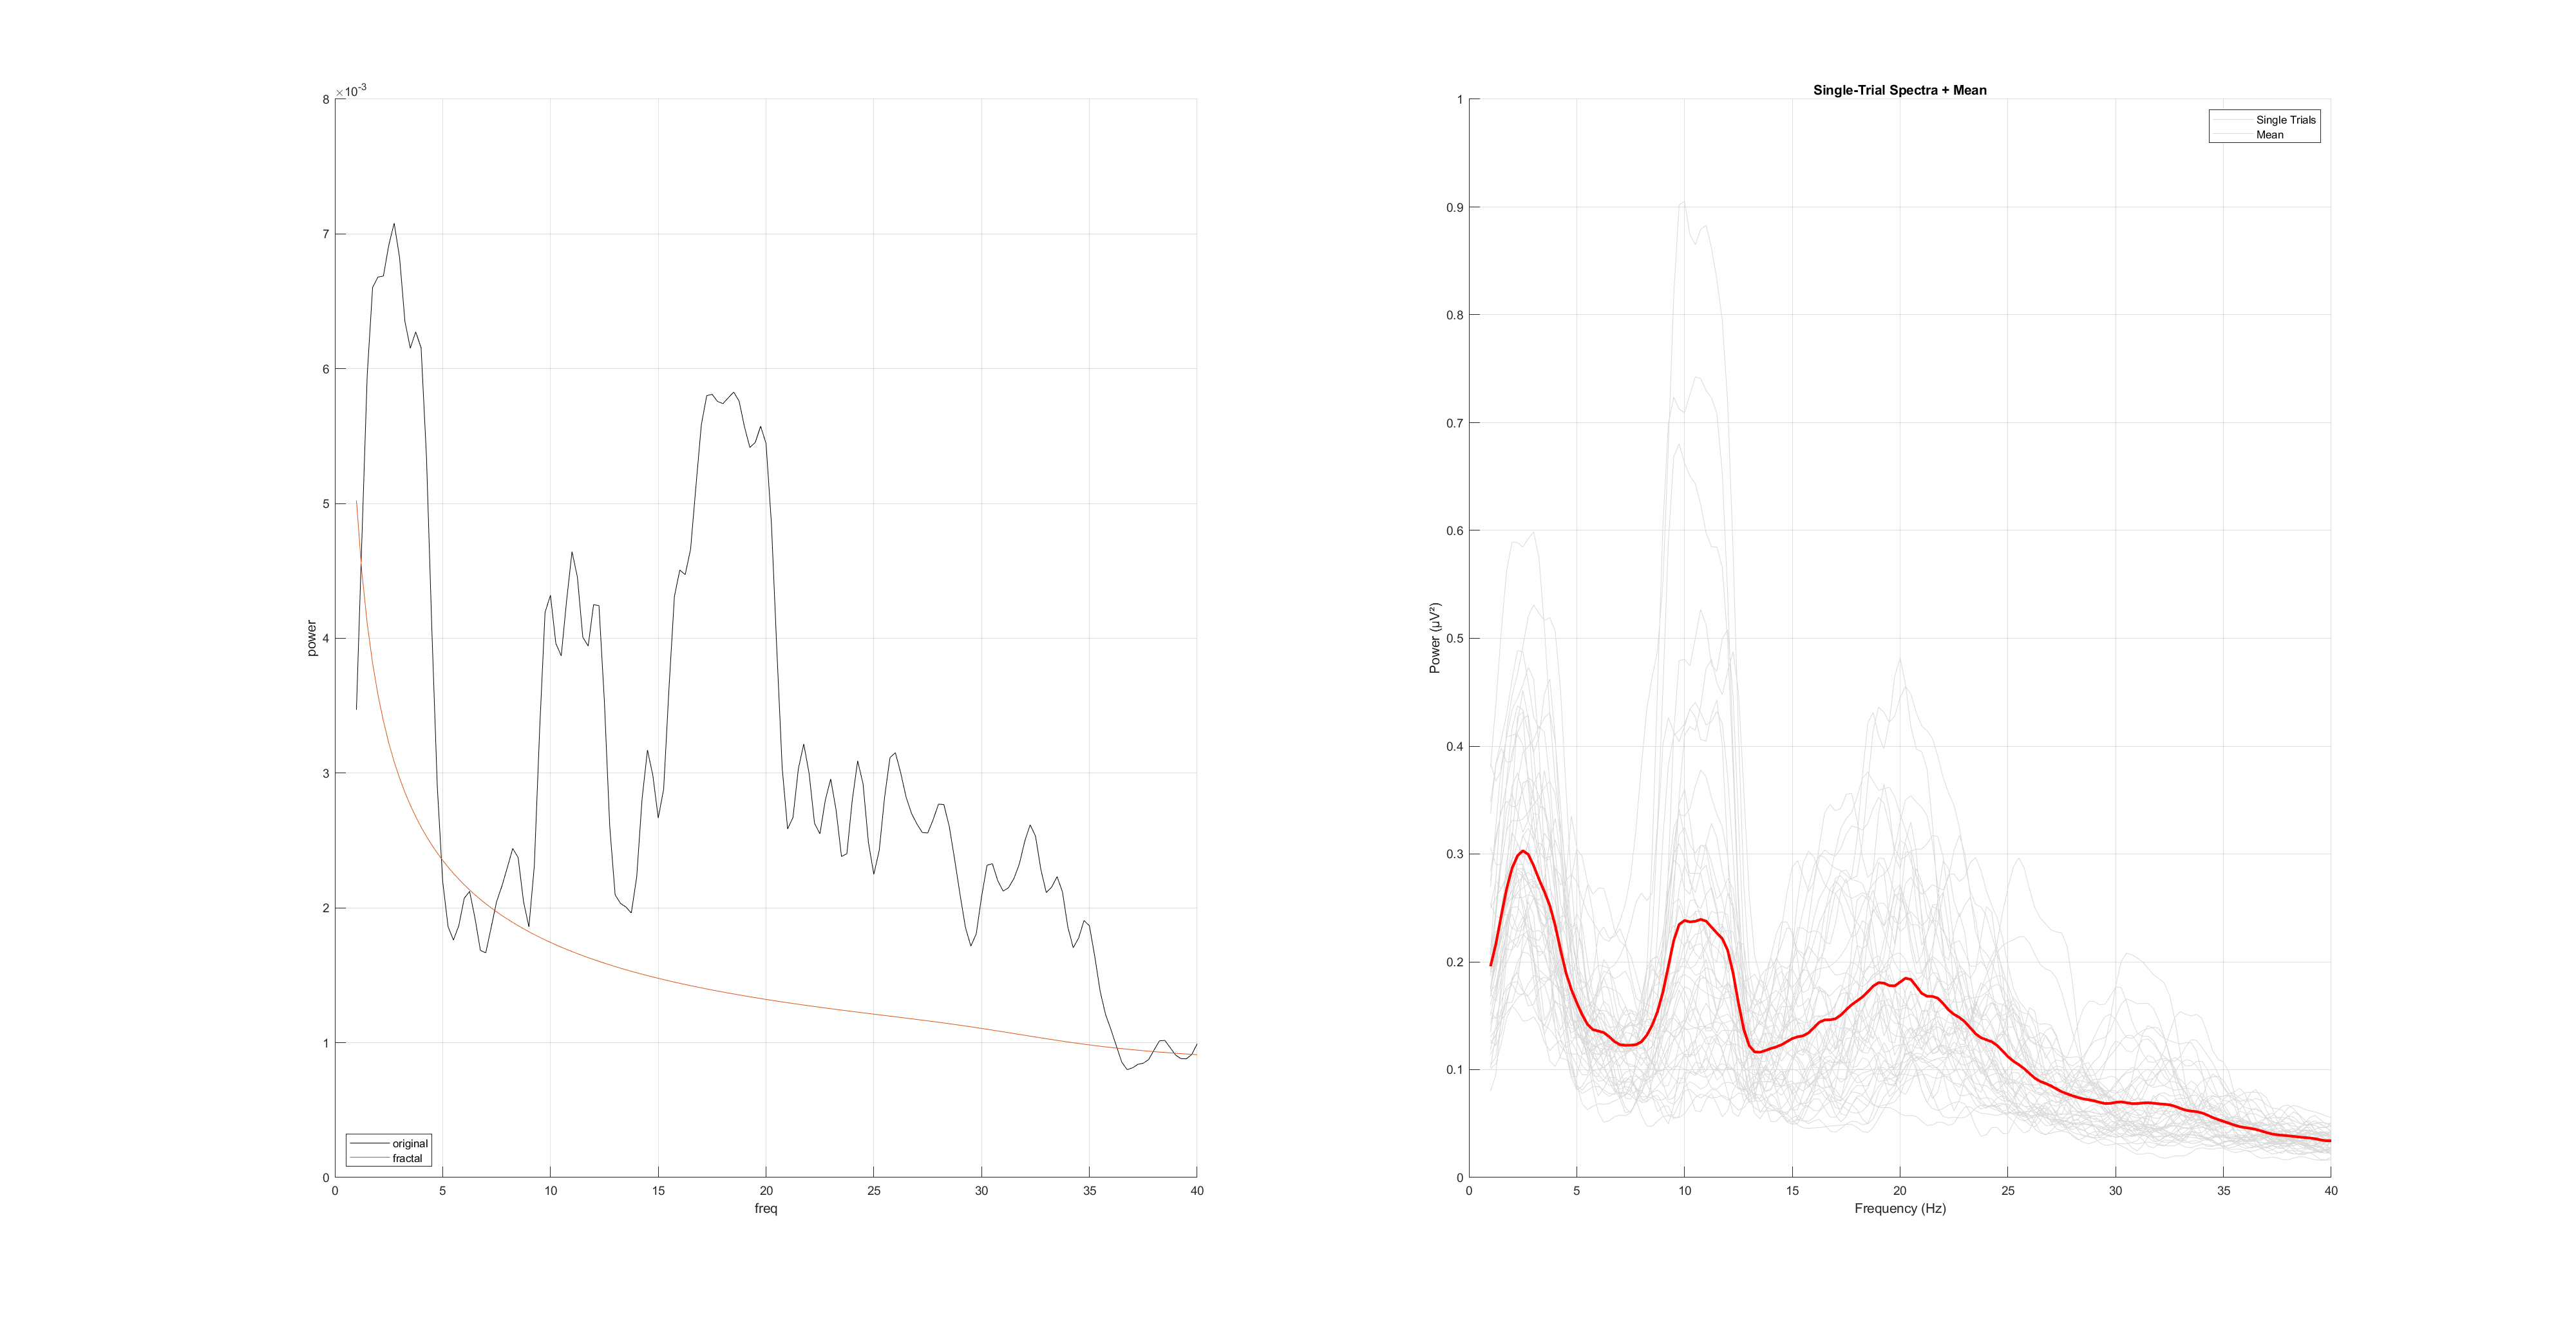 ×10-3
8
7
6
5
4
3
2
1
0
power
original
fractal
0 5 10 15 20 25 30 35 40
freq
Single-Trial Spectra + Mean
Single Trials
Mean
1
0.9
0.8
0.7
0.6
0.5
0.4
0.3
0.2
0.1
0
Power (µV²)
0 5 10 15 20 25 30 35 40
Frequency (Hz)